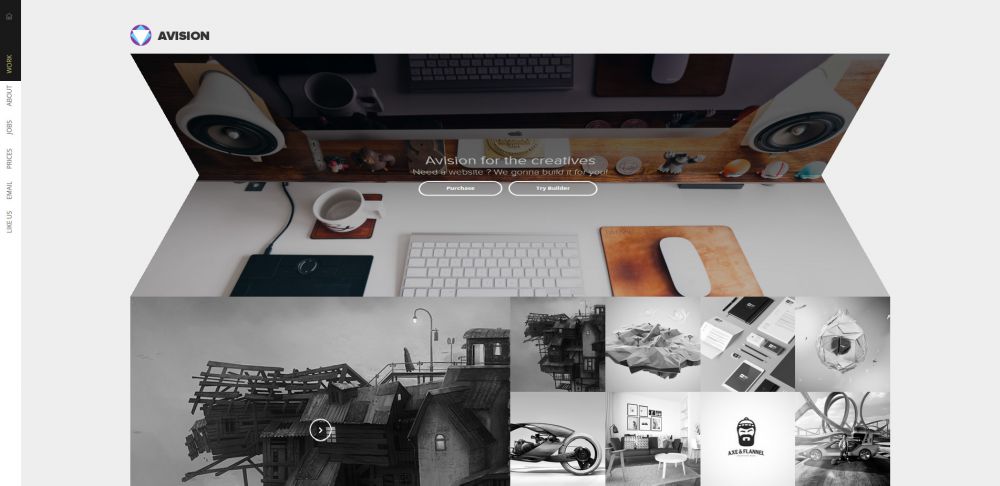 AVISION
WORK
ABOUT
JOBS
PRICES
EMAIL
LIKE US
Avision for the creatives
Need a website ? We gonna build it for you!
Purchase
Try Builder
AXE & FLANNEL